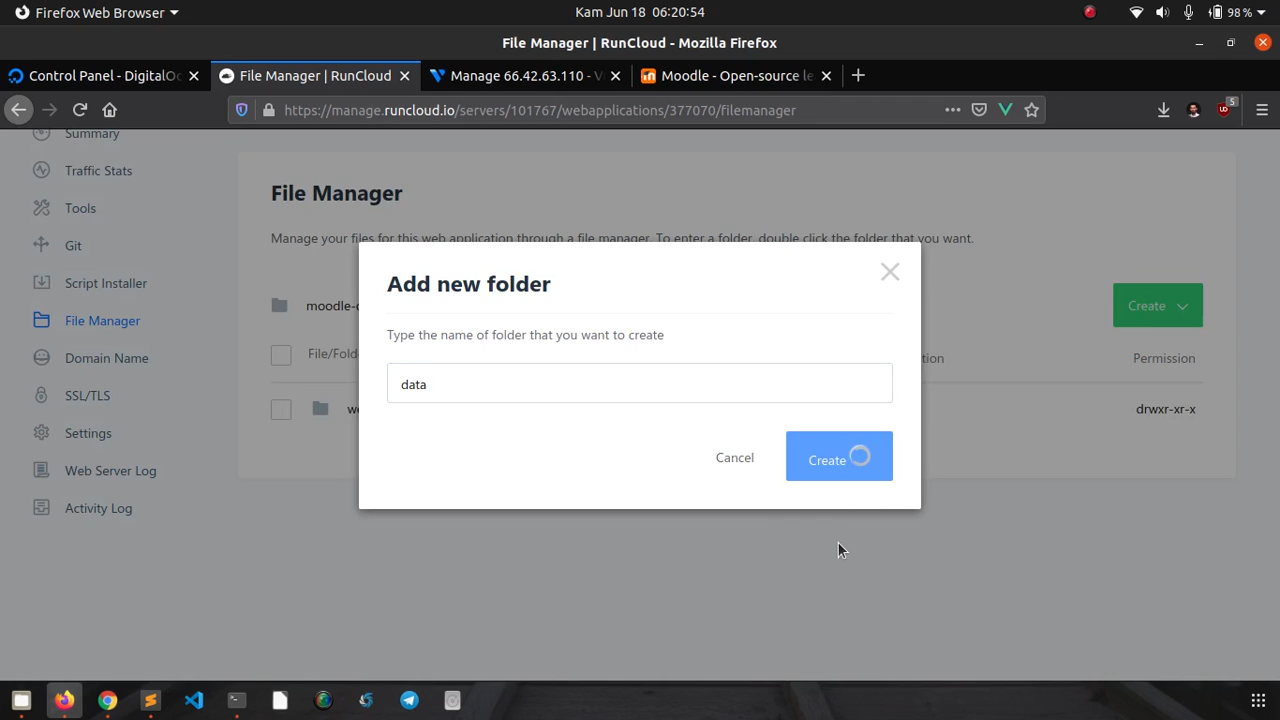 Firefox Web Browser
Kam Jun 18 06:20:54
98 %
File Manager | RunCloud - Mozilla Firefox
Control Panel - DigitalOc
File Manager | RunCloud
Manage 66.42.63.110 - V
Moodle - Open-source le
https://manage.runcloud.io/servers/101767/webapplications/377070/filemanager
5
Summary
Traffic Stats
Tools
Git
Script Installer
File Manager
Domain Name
SSL/TLS
Settings
Web Server Log
Activity Log
File Manager
Manage your files for this web application through a file manager. To enter a folder, double click the folder that you want.
moodle-
Create
File/Fold
Permission
drwxr-xr-x
Add new folder
Type the name of folder that you want to create
data
Cancel
Create